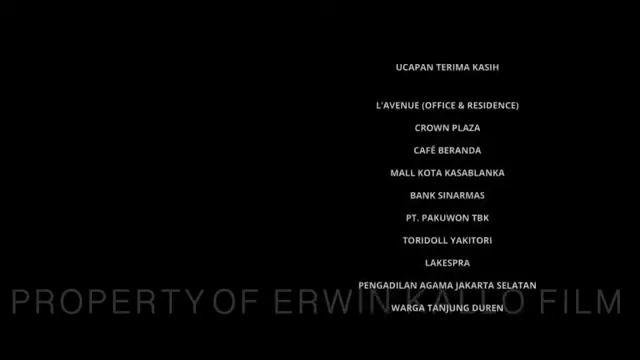 UCAPAN TERIMA KASIH
L'AVENUE (OFFICE & RESIDENCE)
CROWN PLAZA
CAFÉ BERANDA
MALL KOTA KASABLANKA
BANK SINARMAS
PT. PAKUWON TBK
TORIDOLL YAKITORI
LAKESPRA
PENGADILAN AGAMA JAKARTA SELATAN
PROPERTY OF ERWIN KALLO FILM
WARGA TANJUNG DUREN